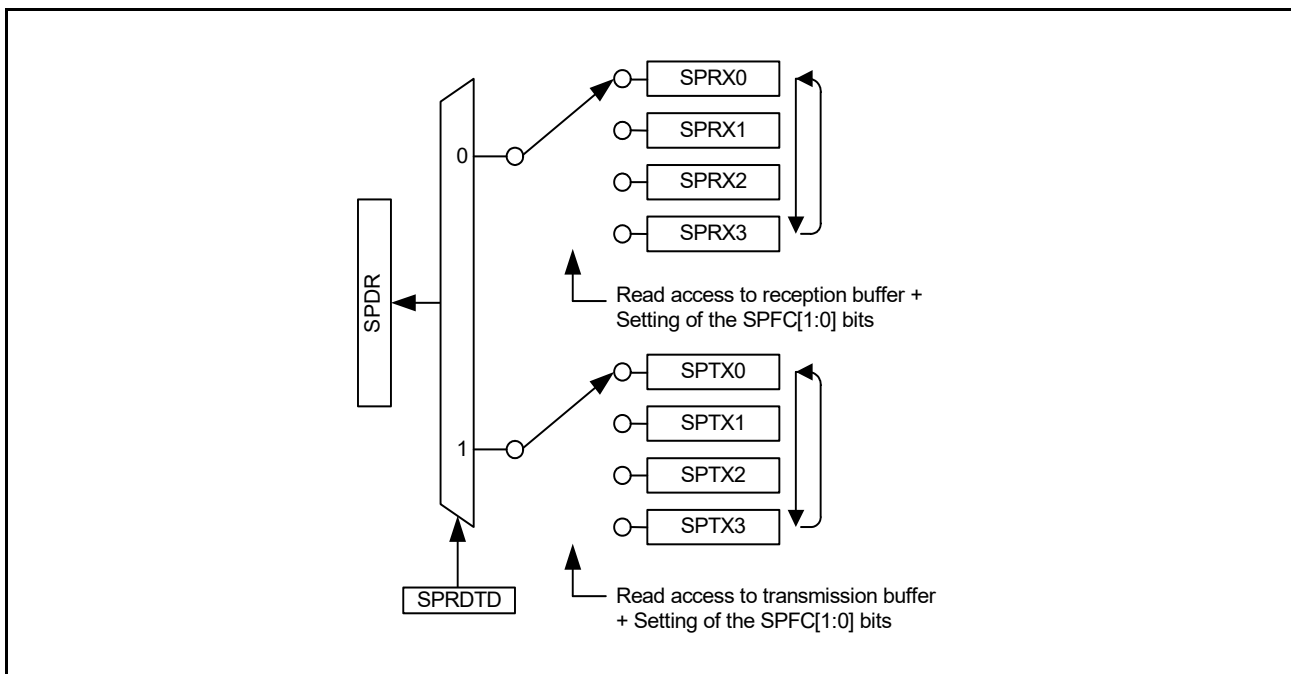 SPRX0
SPRX1
0
SPRX2
SPRX3
SPDR
Read access to reception buffer +
Setting of the SPFC[1:0] bits
SPTX0
SPTX1
1
SPTX2
SPTX3
SPRDTD
Read access to transmission buffer
+ Setting of the SPFC[1:0] bits